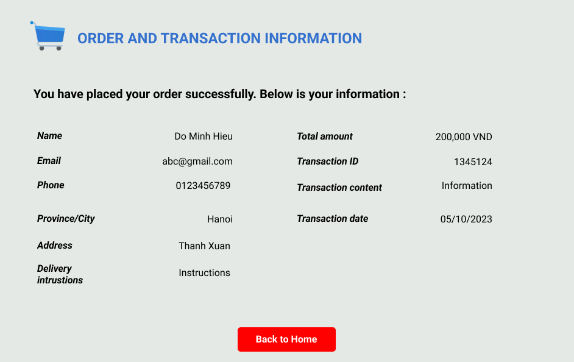 ORDER AND TRANSACTION INFORMATION
You have placed your order successfully. Below is your information :
Name Do Minh Hieu Total amount 200,000 VND
Email abc@gmail.com Transaction ID 1345124
Phone 0123456789 Transaction content Information
Province/City Hanoi Transaction date 05/10/2023
Address Thanh Xuan
Delivery
intrustions Instructions
Back to Home